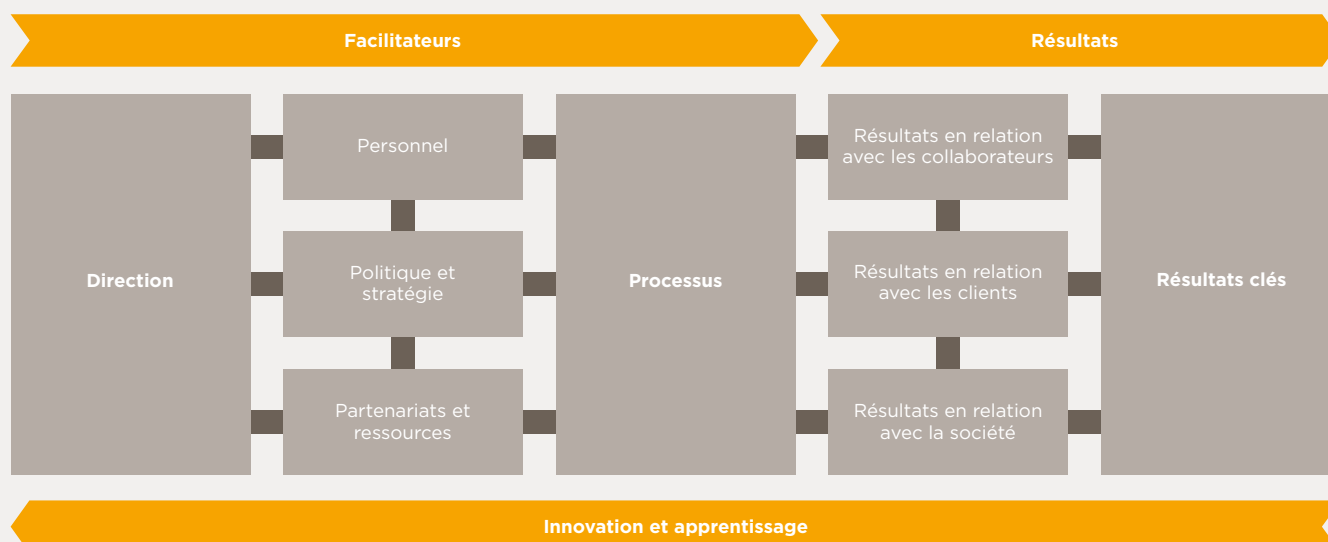 Facilitateurs
Résultats
Direction
Personnel
Politique et
stratégie
Partenariats et
ressources
Processus
Résultats en relation
avec les collaborateurs
Résultats en relation
avec les clients
Résultats en relation
avec la société
Résultats clés
Innovation et apprentissage